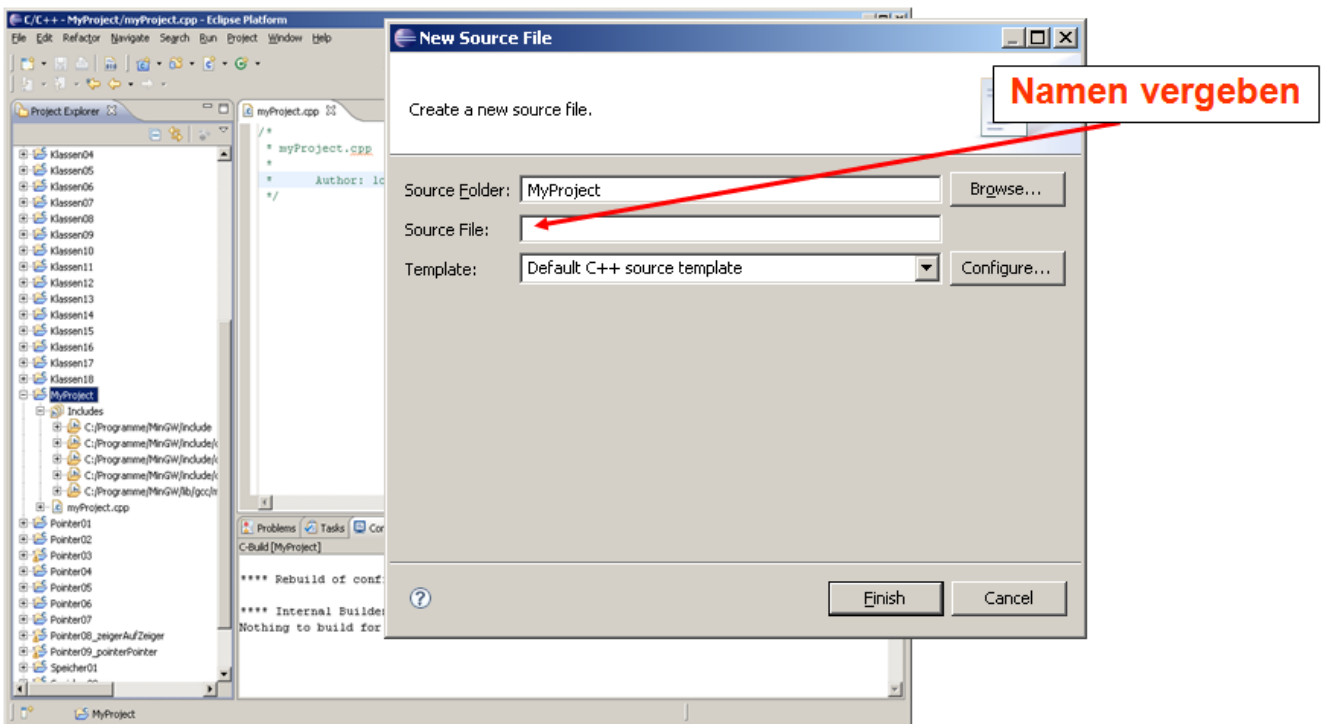 C/C++ - MyProject/myProject.cpp - Eclipse Platform
File Edit Refactor Navigate Search Run Project Window Help
Project Explorer
Klassen04
Klassen05
Klassen06
Klassen07
Klassen08
Klassen09
Klassen10
Klassen11
Klassen12
Klassen13
Klassen14
Klassen15
Klassen16
Klassen17
Klassen18
MyProject
Includes
C:/Programme/MinGW/include
C:/Programme/MinGW/include/
C:/Programme/MinGW/include/
C:/Programme/MinGW/include/
C:/Programme/MinGW/lib/gcc/
myProject.cpp
Pointer01
Pointer02
Pointer03
Pointer04
Pointer05
Pointer06
Pointer07
Pointer08_zeigerAufZeiger
Pointer09_pointerPointer
Speicher01
MyProject
myProject.cpp
/*
* myProject.cpp
*
* Author: lo
*/
Problems Tasks Con
C-Build [MyProject]
**** Rebuild of conf
**** Internal Builde
Nothing to build for
New Source File
Create a new source file.
Source Folder: MyProject Browse...
Source File:
Template: Default C++ source template Configure...
? Finish Cancel
Namen vergeben